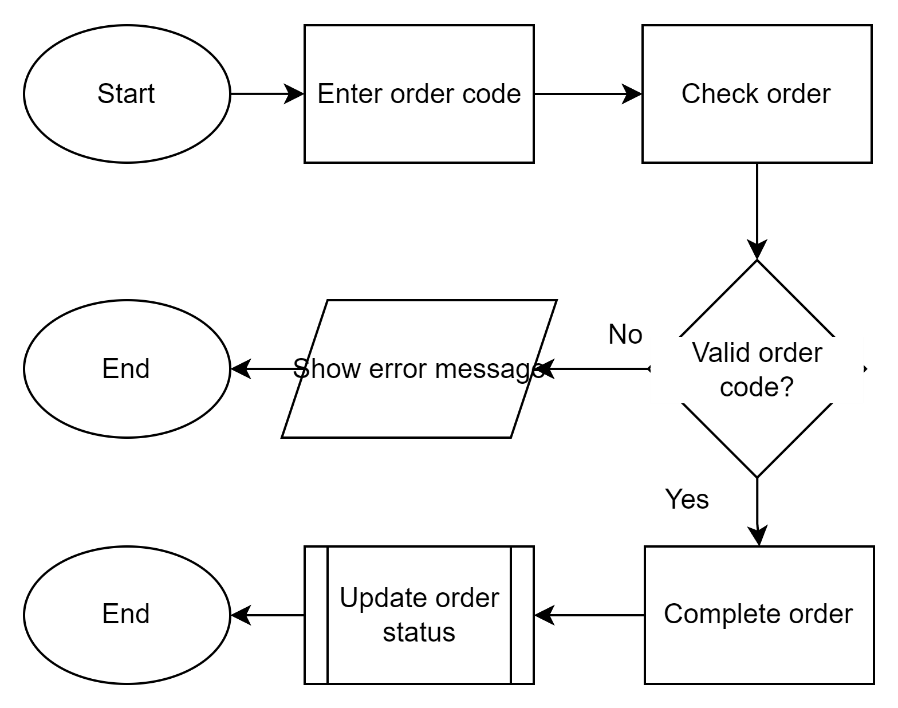 Start
Enter order code
Check order
End
Show error message
No
Valid order
code?
Yes
End
Update order
status
Complete order